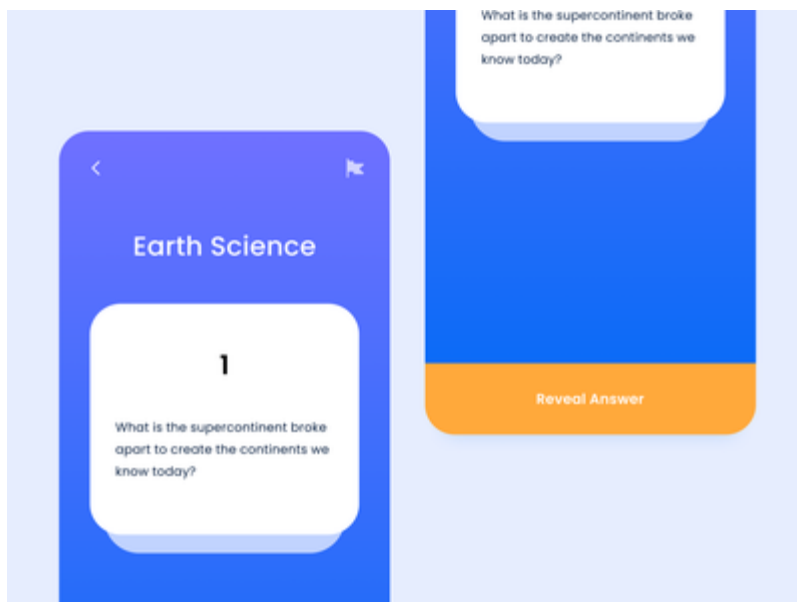 Earth Science
1
What is the supercontinent broke
apart to create the continents we
know today?
What is the supercontinent broke
apart to create the continents we
know today?
Reveal Answer